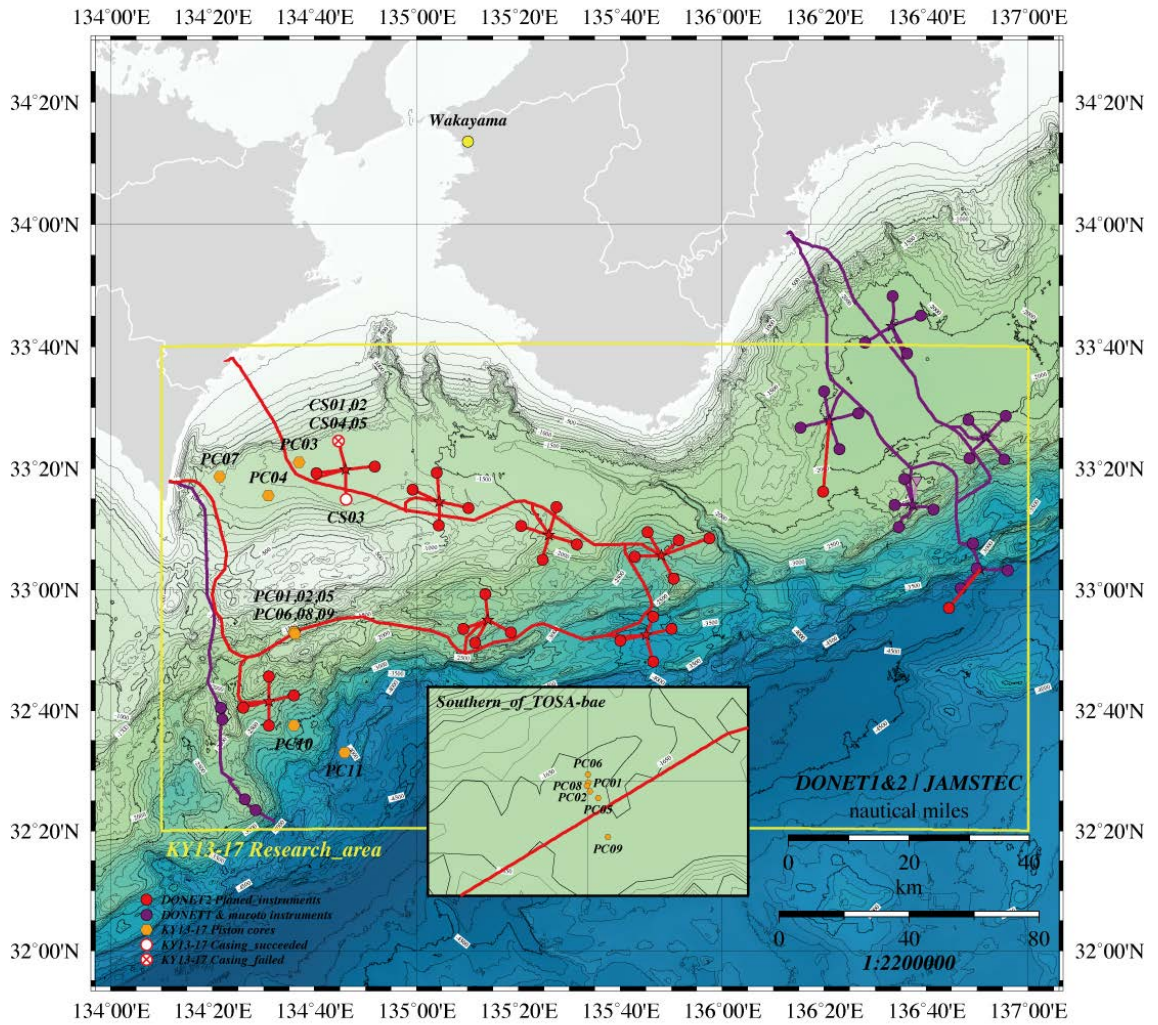 134°00'E 134°20'E 134°40'E 135°00'E 135°20'E 135°40'E 136°00'E 136°20'E 136°40'E 137°00'E
34°20'N 34°20'N
Wakayama
34°00'N 34°00'N
33°40'N 33°40'N
CS01,02
CS04,05
PC03
PC07
33°20'N 33°20'N
PC04
CS03
33°00'N 33°00'N
PC01,02,05
PC06,08,09
32°40'N 32°40'N
PC10
PC11
Southern_of_TOSA-bae
PC06
PC08 PC01
PC02
PC05
PC09
DONET1&2 / JAMSTEC
nautical miles
0 20 40
km
0 40 80
1:2200000
32°20'N 32°20'N
KY13-17 Research_area
DONET2 Planed_instruments
DONET1 & muroto instruments
KY13-17 Piston cores
KY13-17 Casing_succeeded
KY13-17 Casing_failed
32°00'N 32°00'N
134°00'E 134°20'E 134°40'E 135°00'E 135°20'E 135°40'E 136°00'E 136°20'E 136°40'E 137°00'E